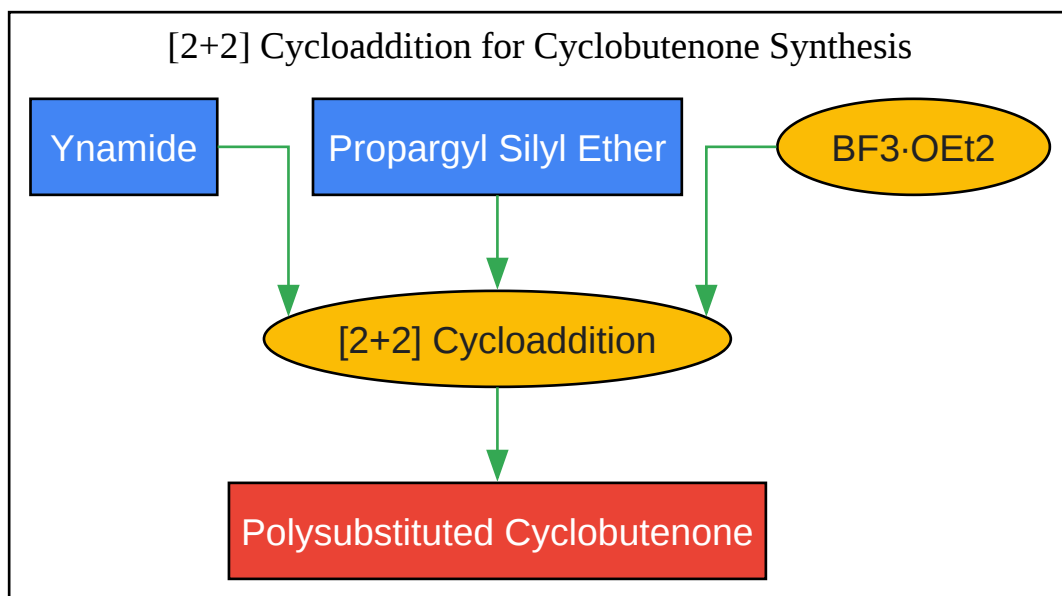 [2+2] Cycloaddition for Cyclobutenone Synthesis
Ynamide
Propargyl Silyl Ether
BF3·OEt2
[2+2] Cycloaddition
Polysubstituted Cyclobutenone